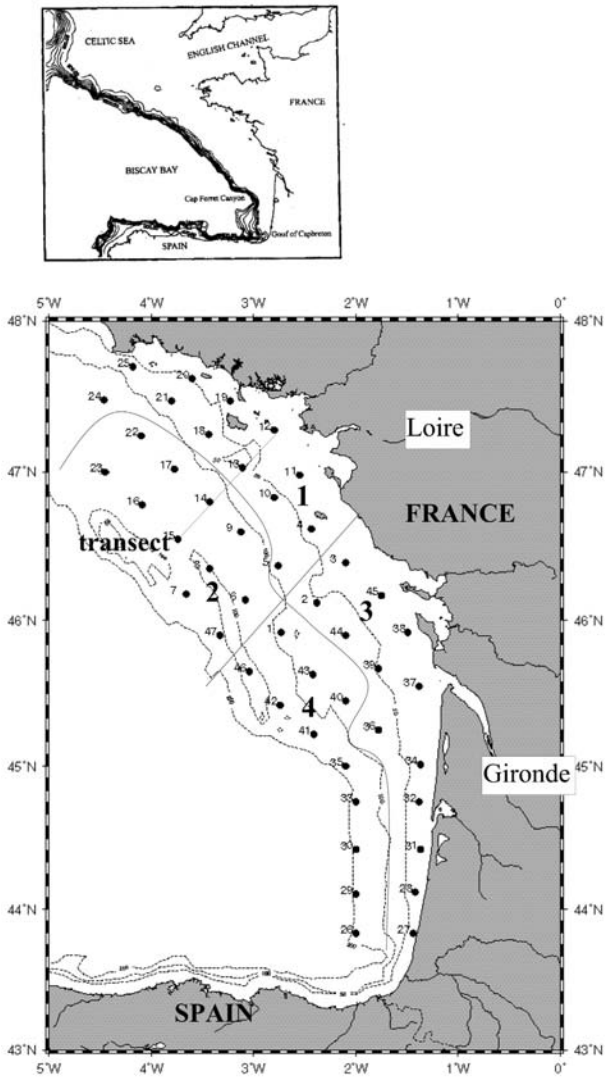 CELTIC SEA
ENGLISH CHANNEL
FRANCE
BISCAY BAY
Cap Ferret Canyon
SPAIN
Gouf of Capbreton
5°W 4°W 3°W 2°W 1°W 0°
48°N 48°N
25
20
24 21 19
22 18 12
Loire
47°N 47°N
23 17 13 11
16 14 10 1
4
FRANCE
15 9
transect
8 5 3
7 2 6 2 3 45
46°N 46°N
47 1 44 38
46 43 39 37
42 4 40
41 36
45°N 45°N
35 34
Gironde
33 32
30 31
44°N 44°N
29 28
26 27
SPAIN
43°N 43°N
5°W 4°W 3°W 2°W 1°W 0°